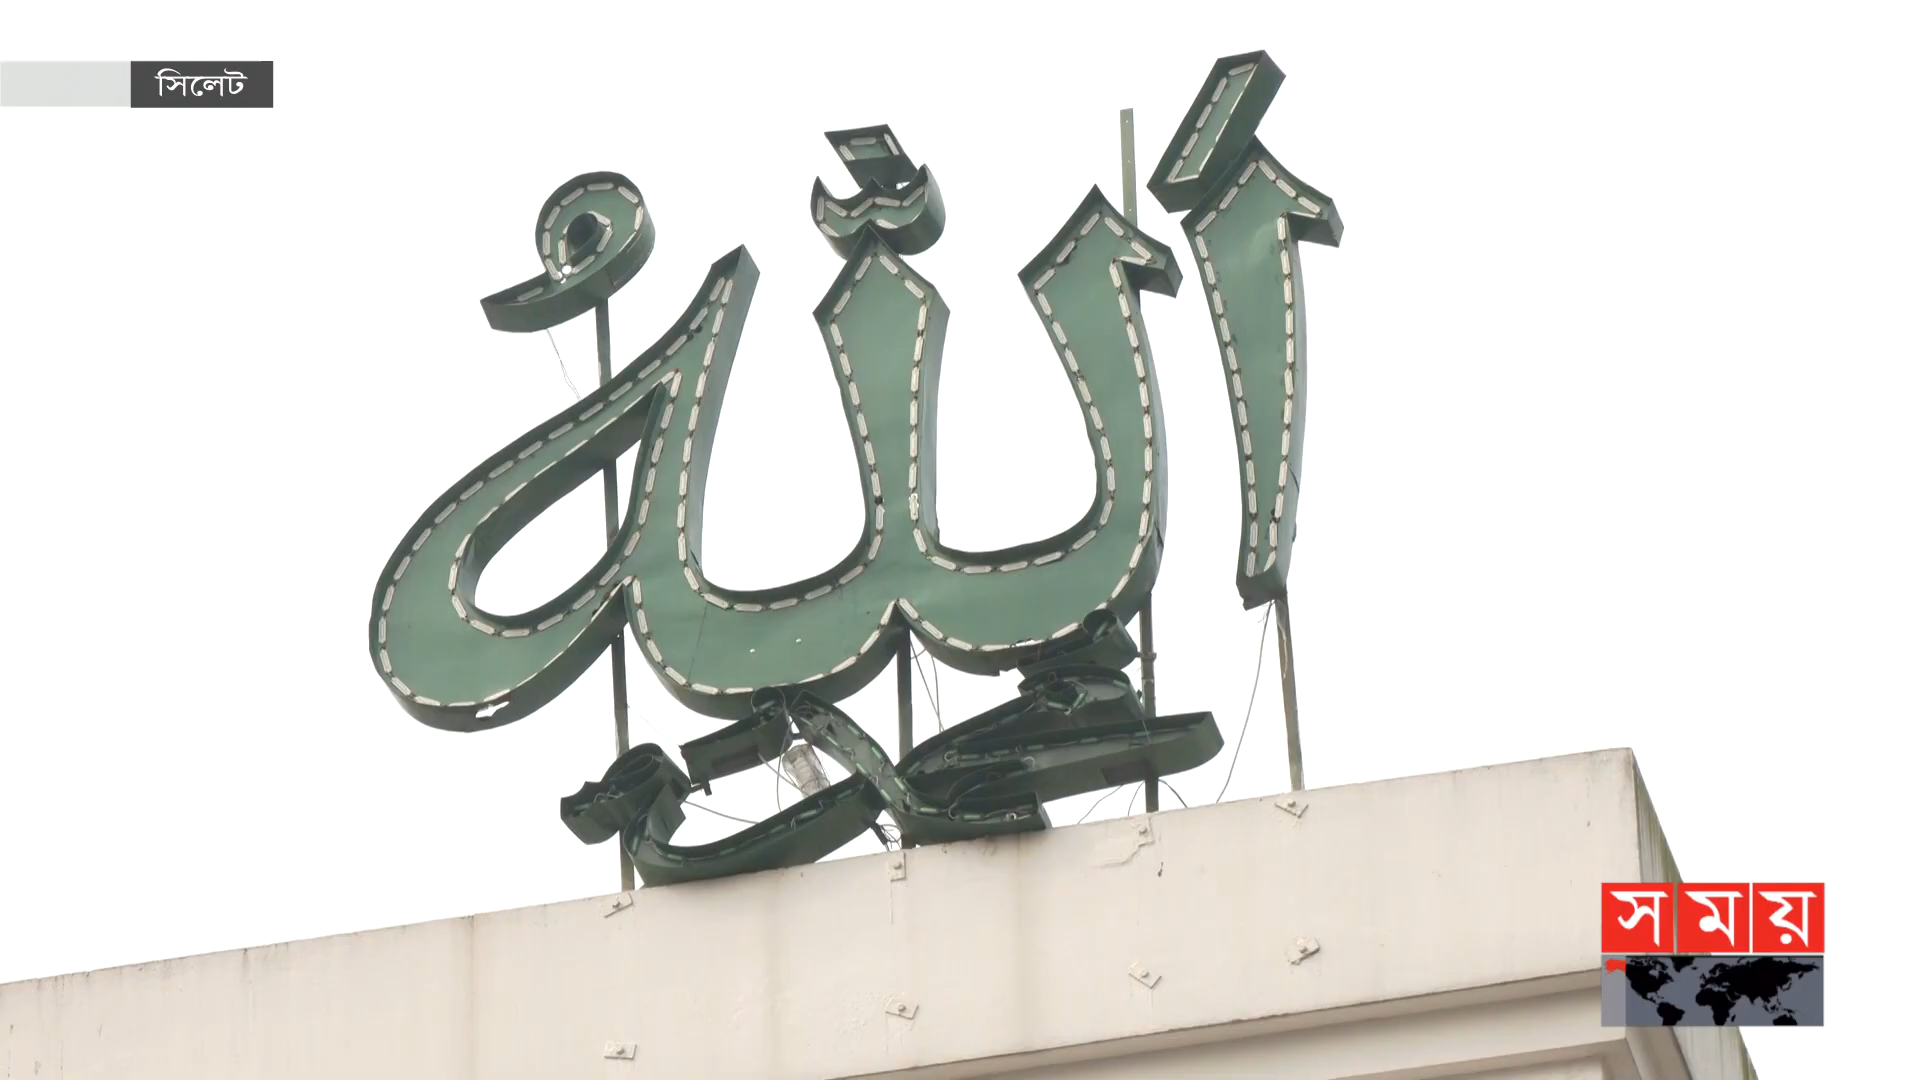 সিলেট
اَللَّهُ
সময়